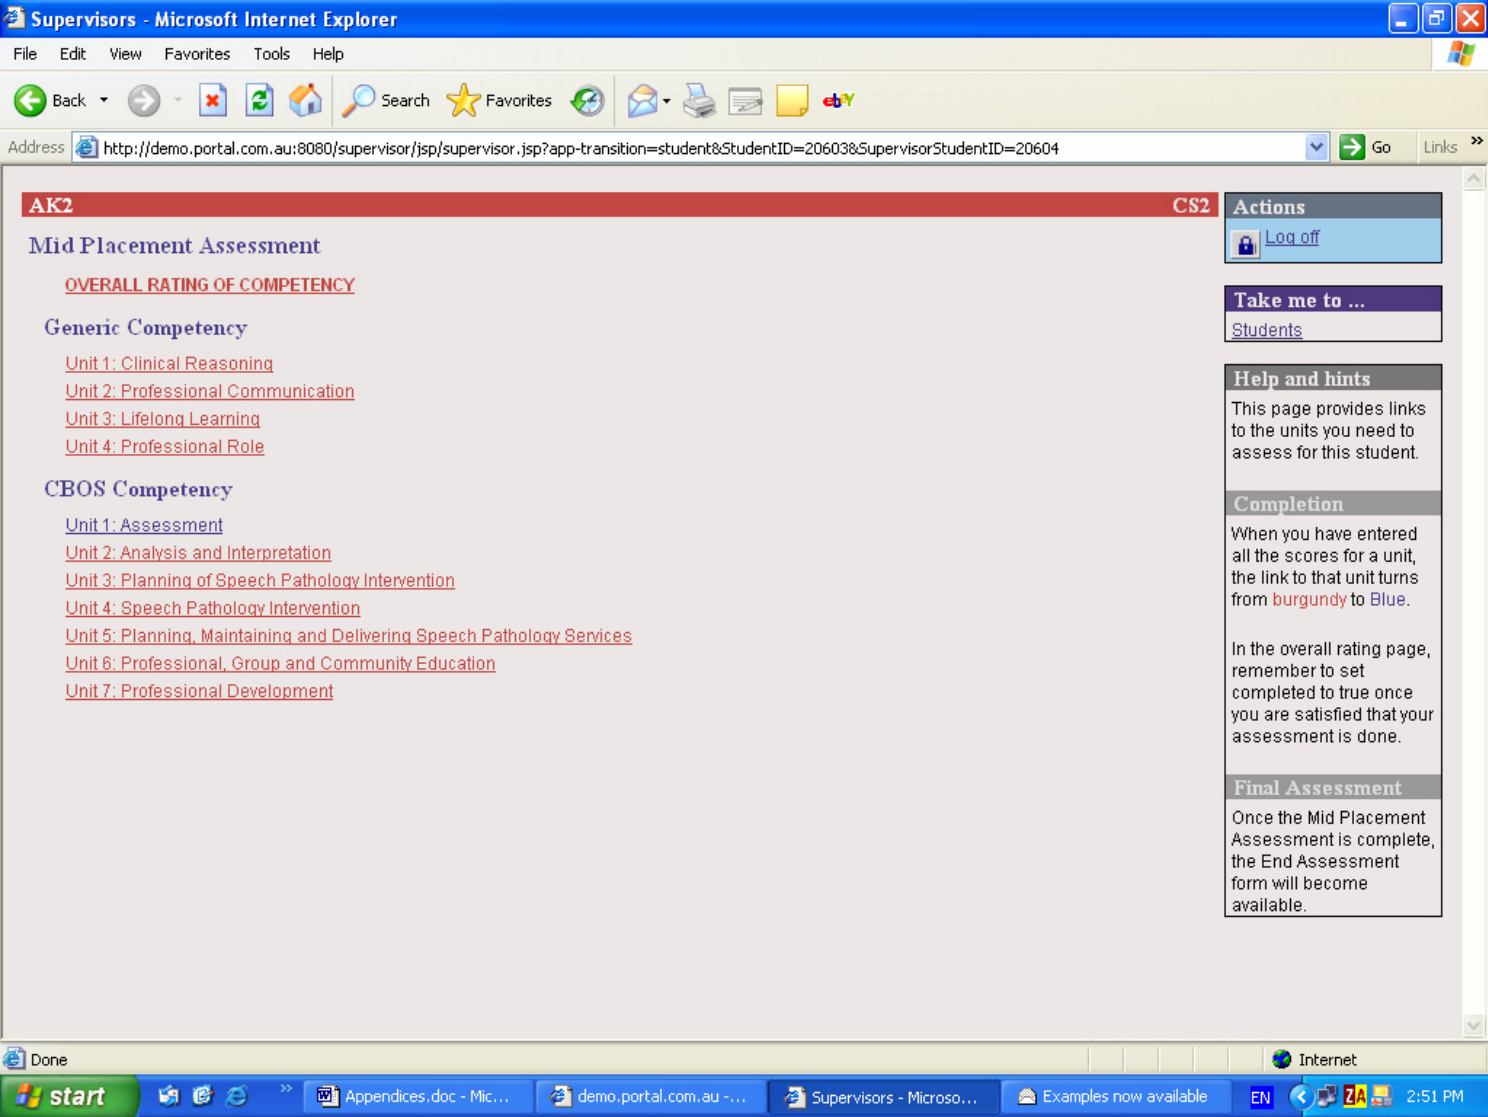 Supervisors - Microsoft Internet Explorer
File Edit View Favorites Tools Help
Back Search Favorites ebY
Address http://demo.portal.com.au:8080/supervisor/jsp/supervisor.jsp?app-transition=student&StudentID=20603&SupervisorStudentID=20604 Go Links »
AK2 CS2
Mid Placement Assessment
OVERALL RATING OF COMPETENCY
Generic Competency
Unit 1: Clinical Reasoning
Unit 2: Professional Communication
Unit 3: Lifelong Learning
Unit 4: Professional Role
CBOS Competency
Unit 1: Assessment
Unit 2: Analysis and Interpretation
Unit 3: Planning of Speech Pathology Intervention
Unit 4: Speech Pathology Intervention
Unit 5: Planning, Maintaining and Delivering Speech Pathology Services
Unit 6: Professional, Group and Community Education
Unit 7: Professional Development
Actions
Log off
Take me to ...
Students
Help and hints
This page provides links
to the units you need to
assess for this student.
Completion
When you have entered
all the scores for a unit,
the link to that unit turns
from burgundy to Blue.
In the overall rating page,
remember to set
completed to true once
you are satisfied that your
assessment is done.
Final Assessment
Once the Mid Placement
Assessment is complete,
the End Assessment
form will become
available.
Done Internet
start » Appendices.doc - Mic... demo.portal.com.au -... Supervisors - Microso... Examples now available EN ZA 2:51 PM